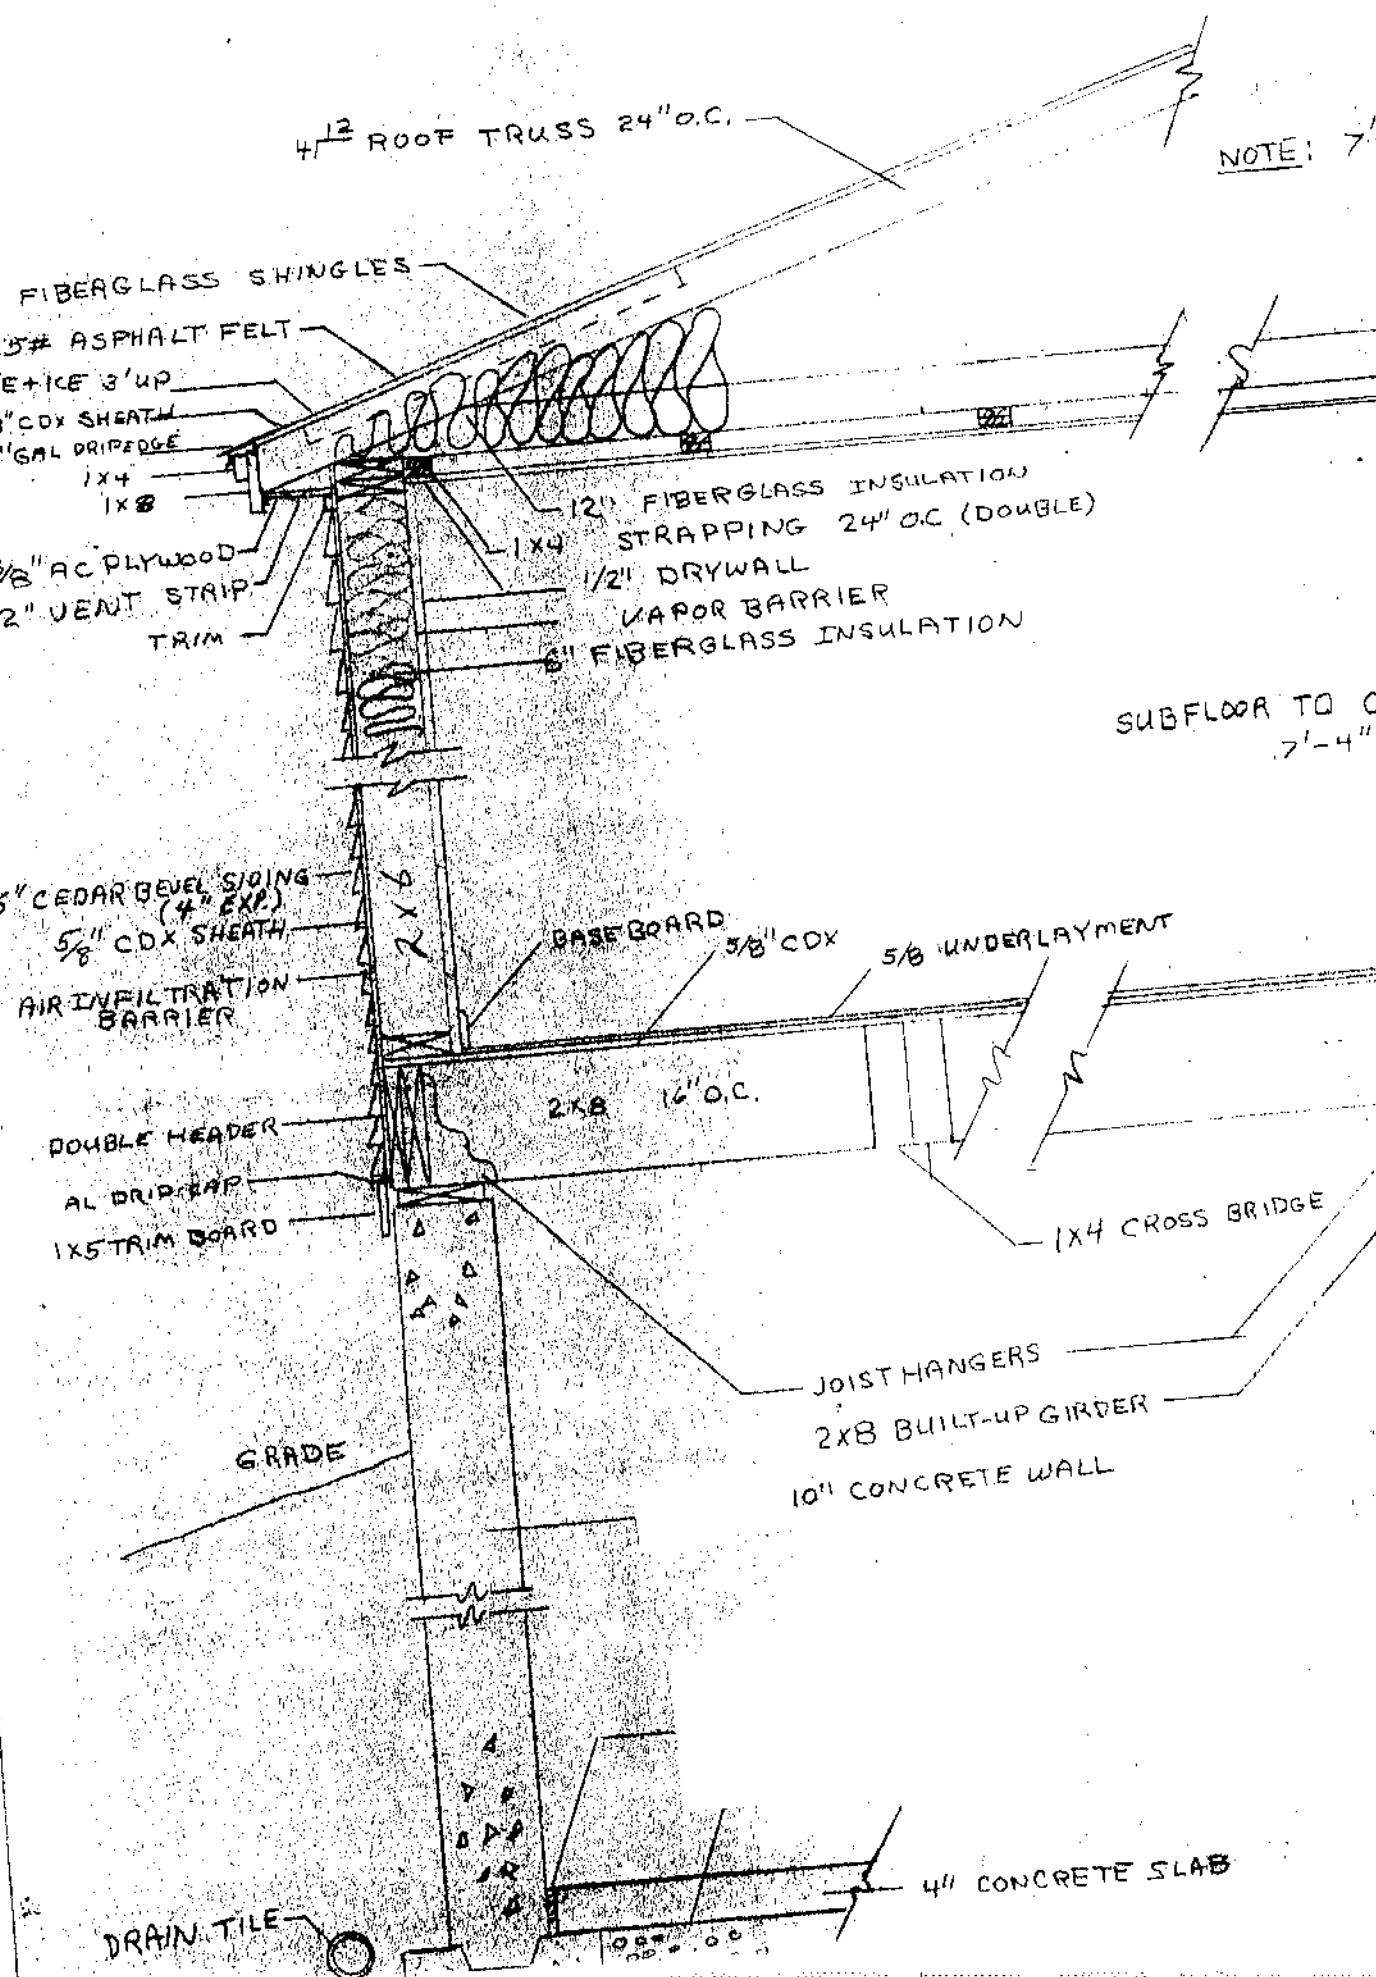 4 12 ROOF TRUSS 24" O.C.
NOTE: 7'
FIBERGLASS SHINGLES
5# ASPHALT FELT
E+ICE 3' UP
" CDX SHEATH
" GAL DRIPEDGE
1X4
1X8
/8" AC PLYWOOD
2" VENT STRIP
TRIM
12" FIBERGLASS INSULATION
1X4 STRAPPING 24" O.C (DOUBLE)
1/2" DRYWALL
VAPOR BARRIER
6" FIBERGLASS INSULATION
SUBFLOOR TO C
7'-4"
5" CEDAR BEVEL SIDING
(4" EXP.)
5/8" CDX SHEATH
AIR INFILTRATION
BARRIER
2X6
BASEBOARD
5/8" CDX
5/8 UNDERLAYMENT
2X8 16" O.C.
DOUBLE HEADER
AL DRIP CAP
1X5 TRIM BOARD
1X4 CROSS BRIDGE
JOIST HANGERS
2X8 BUILT-UP GIRDER
10" CONCRETE WALL
GRADE
4" CONCRETE SLAB
DRAIN TILE